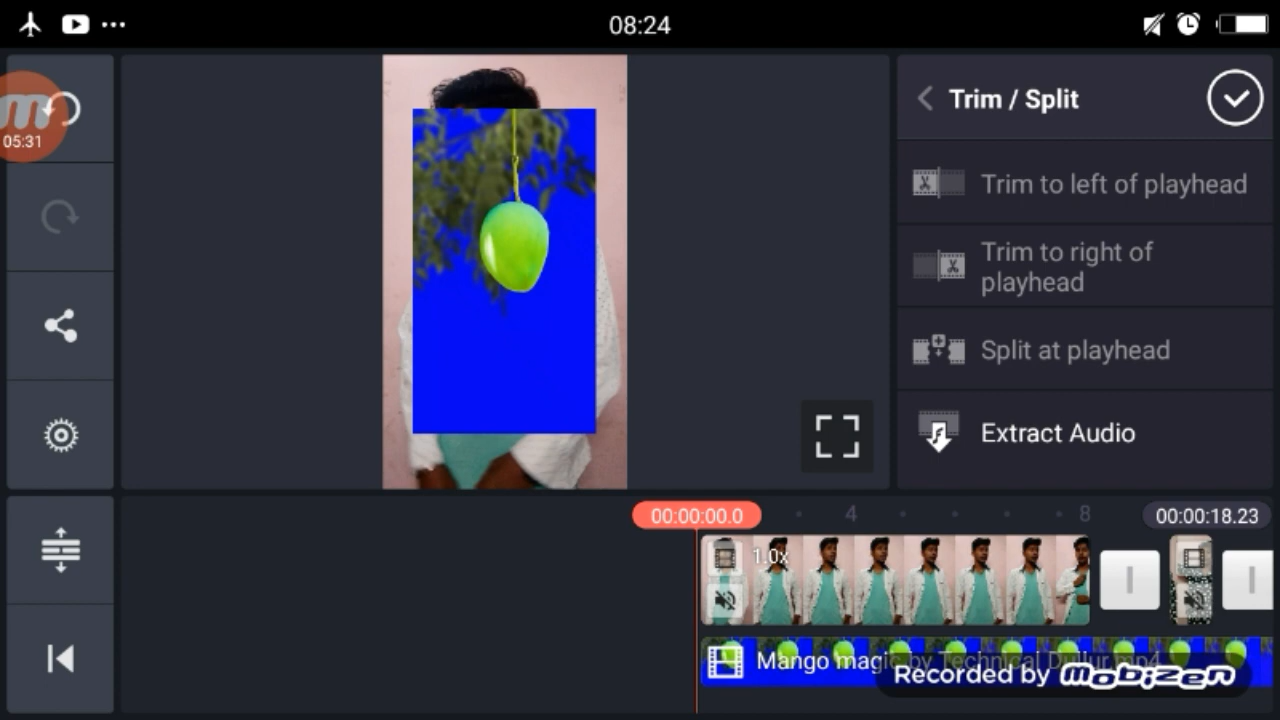 08:24
m
05:31
Trim / Split
Trim to left of playhead
Trim to right of
playhead
Split at playhead
Extract Audio
00:00:00.0
4
8
00:00:18.23
1.0x
Mango magic by Technical Dullur.mp4
Recorded by mobizen